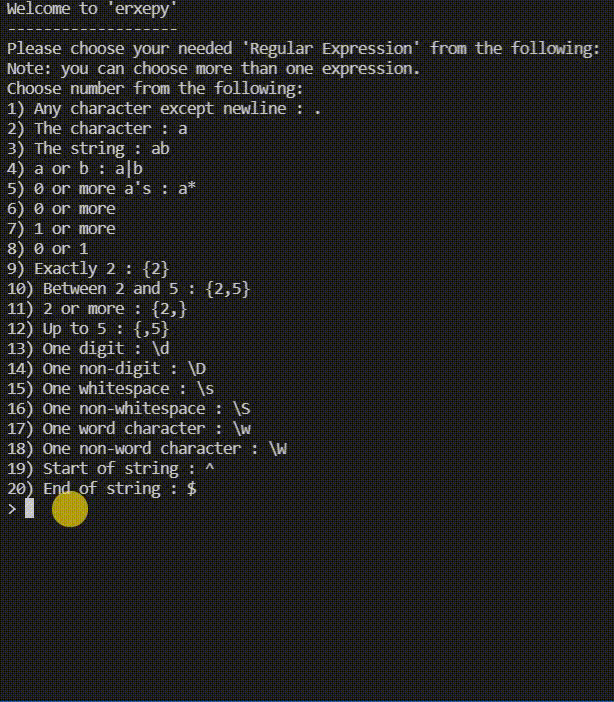 Welcome to 'erxepy'
-------------------
Please choose your needed 'Regular Expression' from the following:
Note: you can choose more than one expression.
Choose number from the following:
1) Any character except newline : .
2) The character : a
3) The string : ab
4) a or b : a|b
5) 0 or more a's : a*
6) 0 or more
7) 1 or more
8) 0 or 1
9) Exactly 2 : {2}
10) Between 2 and 5 : {2,5}
11) 2 or more : {2,}
12) Up to 5 : {,5}
13) One digit : \d
14) One non-digit : \D
15) One whitespace : \s
16) One non-whitespace : \S
17) One word character : \w
18) One non-word character : \W
19) Start of string : ^
20) End of string : $
>